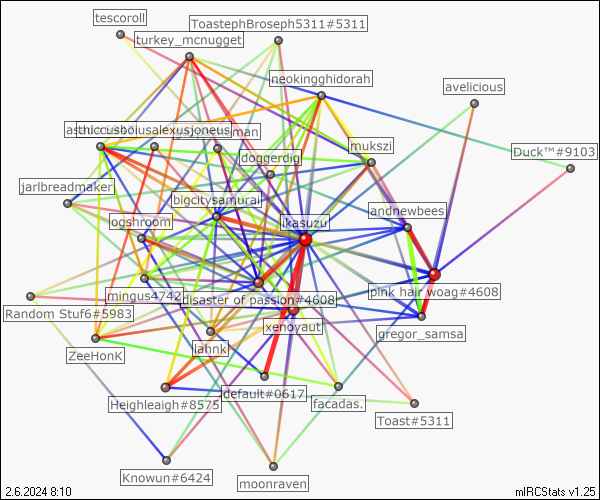 tescoroll
ToastephBroseph5311#5311
turkey_mcnugget
neokingghidorah
avelicious
man
mukszi
Duck™#9103
doggerdig
jarlbreadmaker
bigcitysamurai
andnewbees
ikasuzu
ogshroom
mingus4742
disaster of passion#4608
pink hair woag#4608
Random Stuf6#5983
xenoyaut
gregor_samsa
ZeeHonK
lahnk
default#0617
Heighleaigh#8575
facadas.
Toast#5311
Knowun#6424
moonraven
2.6.2024 8:10
mIRCStats v1.25